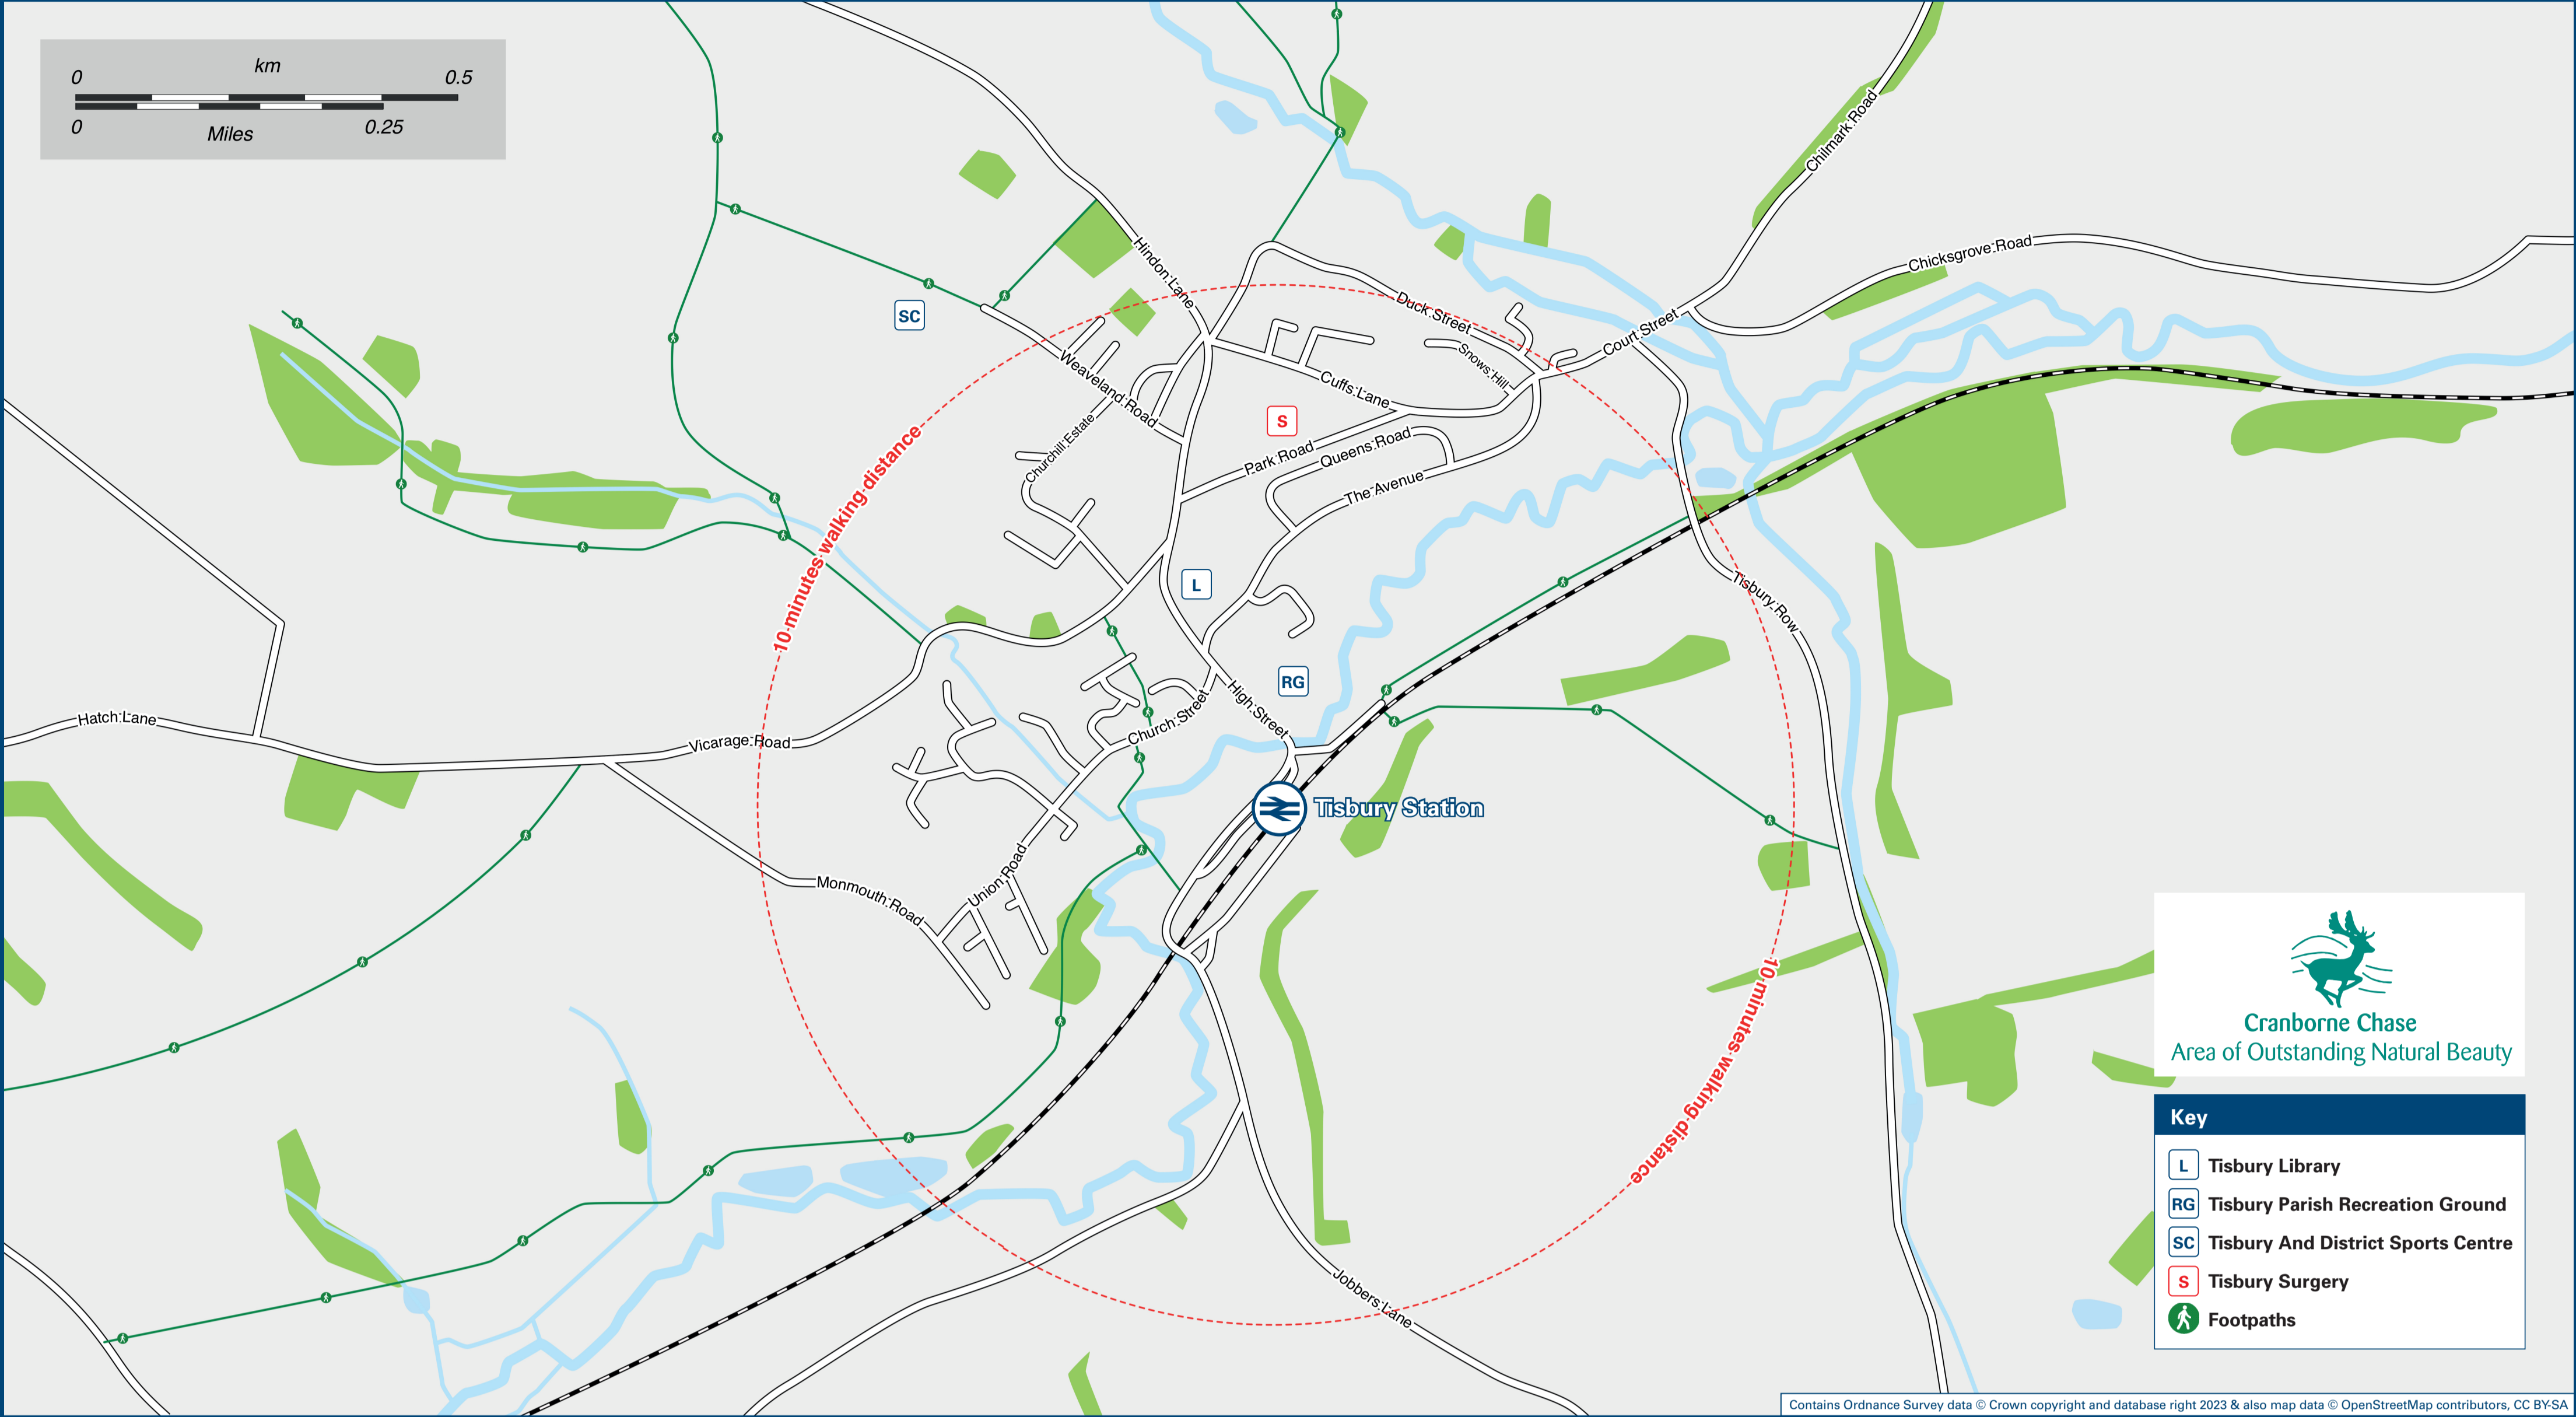 km
0 0.5
0 0.25
Miles
Chilmark Road
Hindon Lane
Chicksgrove Road
SC
Duck Street
Court Street
Snows Hill
Weaveland Road
Cuffs Lane
S
Churchill Estate
Park Road
Queens Road
The Avenue
10 minutes walking distance
L
Tisbury Row
RG
High Street
Hatch Lane
Church Street
Vicarage Road
Tisbury Station
Union Road
Monmouth Road
10 minutes walking distance
Jobbers Lane
Cranborne Chase
Area of Outstanding Natural Beauty
Key
L Tisbury Library
RG Tisbury Parish Recreation Ground
SC Tisbury And District Sports Centre
S Tisbury Surgery
Footpaths
Contains Ordnance Survey data © Crown copyright and database right 2023 & also map data © OpenStreetMap contributors, CC BY-SA